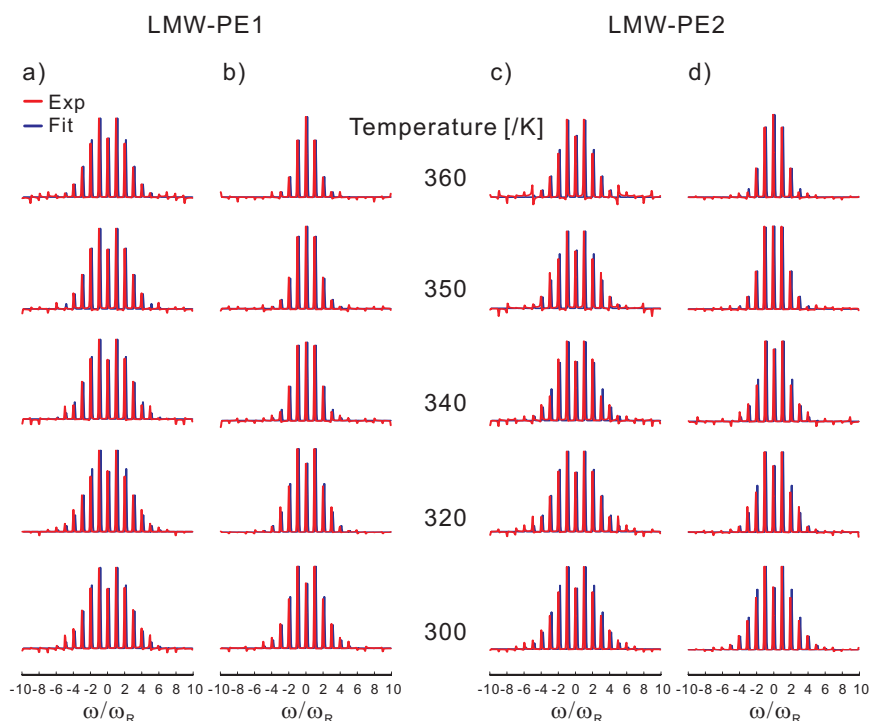 LMW-PE1 LMW-PE2
a) b) c) d)
Exp
Fit
Temperature [/K]
360
350
340
320
300
-10-8 -6 -4 -2 0 2 4 6 8 10 -10-8 -6 -4 -2 0 2 4 6 8 10 -10-8 -6 -4 -2 0 2 4 6 8 10 -10-8 -6 -4 -2 0 2 4 6 8 10
ω/ωR ω/ωR ω/ωR ω/ωR